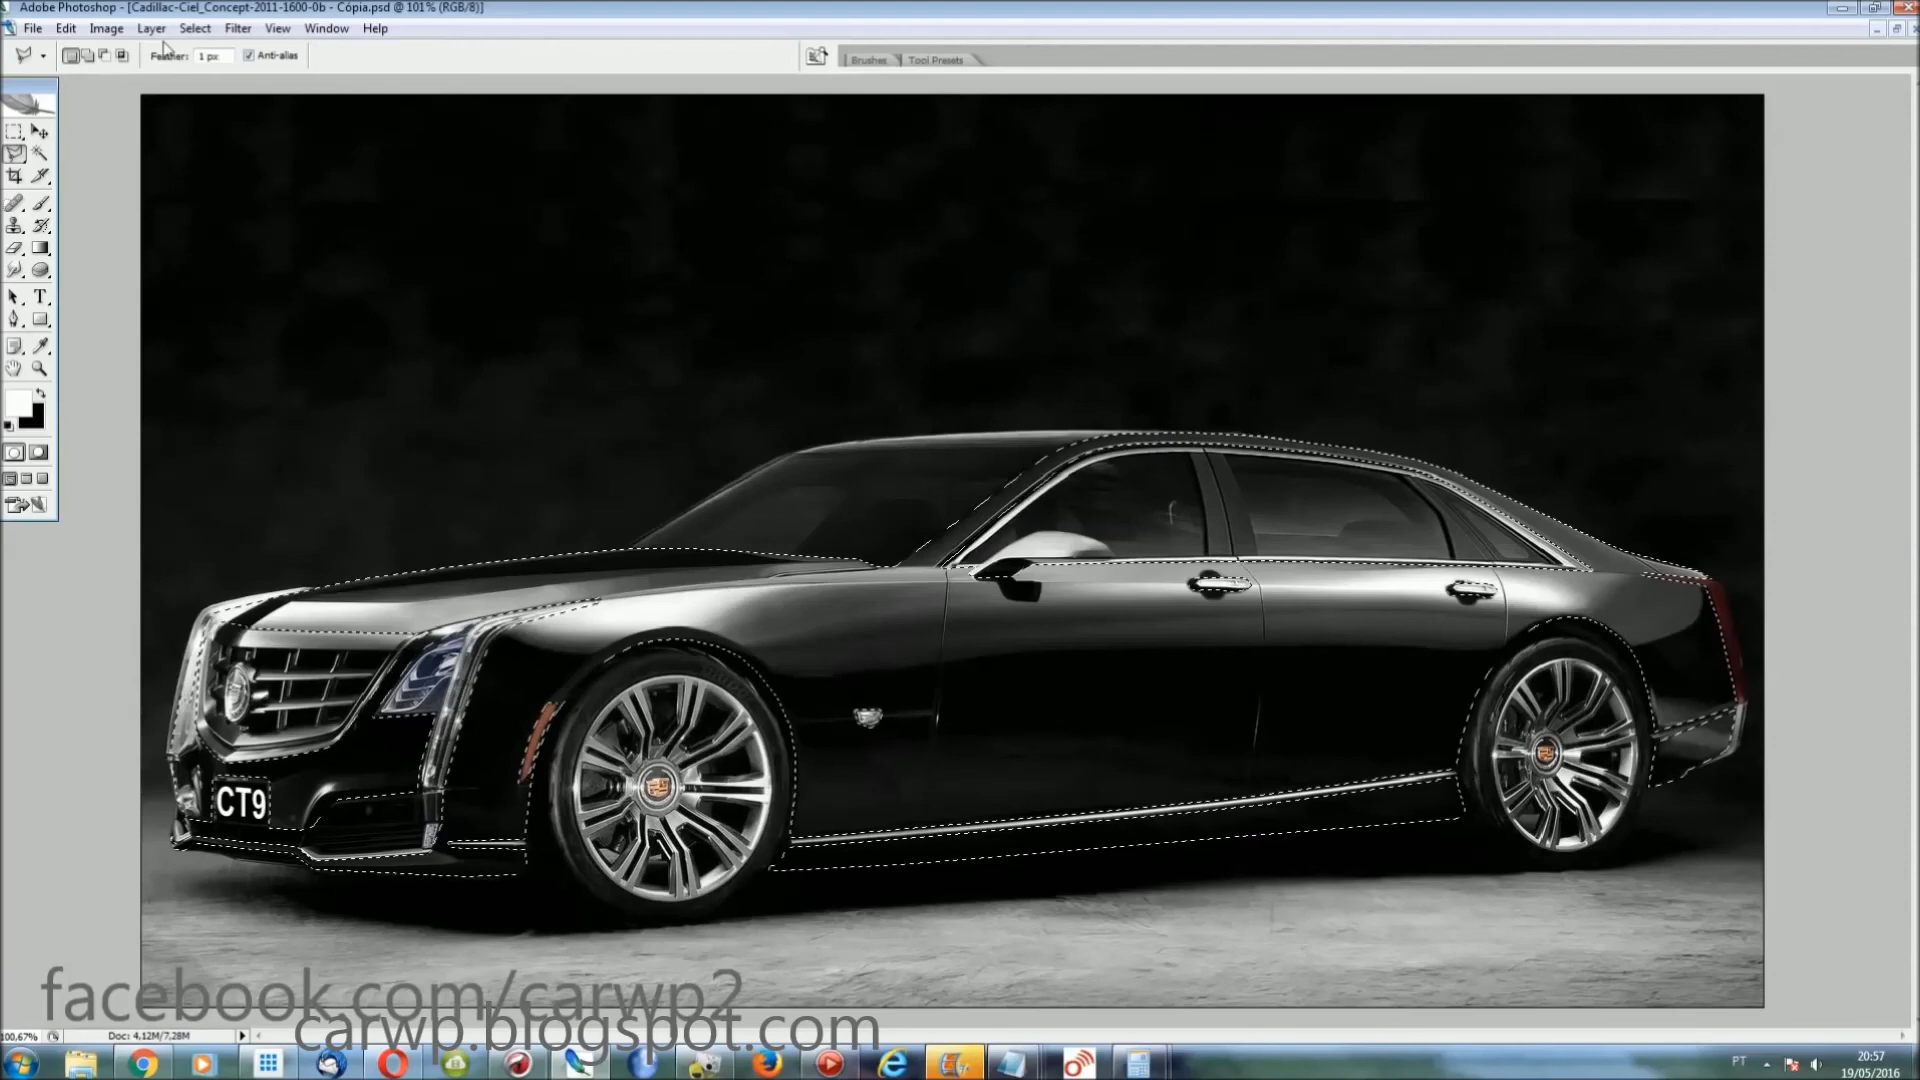 Adobe Photoshop - [Cadillac-Ciel_Concept-2011-1600-0b - Cópia.psd @ 101% (RGB/8)]
File Edit Image Layer Select Filter View Window Help
Feather: 1 px Anti-alias Brushes Tool Presets
T
CT9
facebook.com/carwp2
carwp.blogspot.com
100,67% Doc: 4,12M/7,28M
PT 20:57
19/05/2016